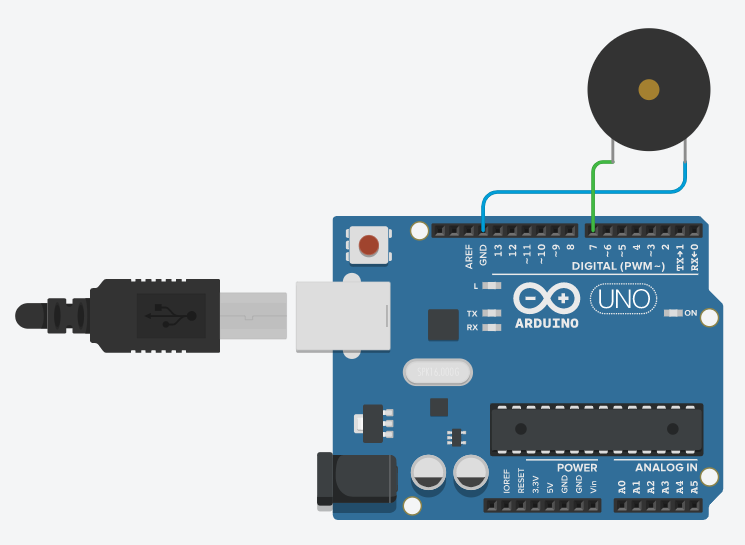 AREF
GND
13
12
~11
~10
~9
8
7
~6
~5
4
~3
2
TX→1
RX←0
DIGITAL (PWM~)
L
TX
RX
ARDUINO
UNO
ON
POWER
ANALOG IN
IOREF
RESET
3.3V
5V
GND
GND
Vin
A0
A1
A2
A3
A4
A5